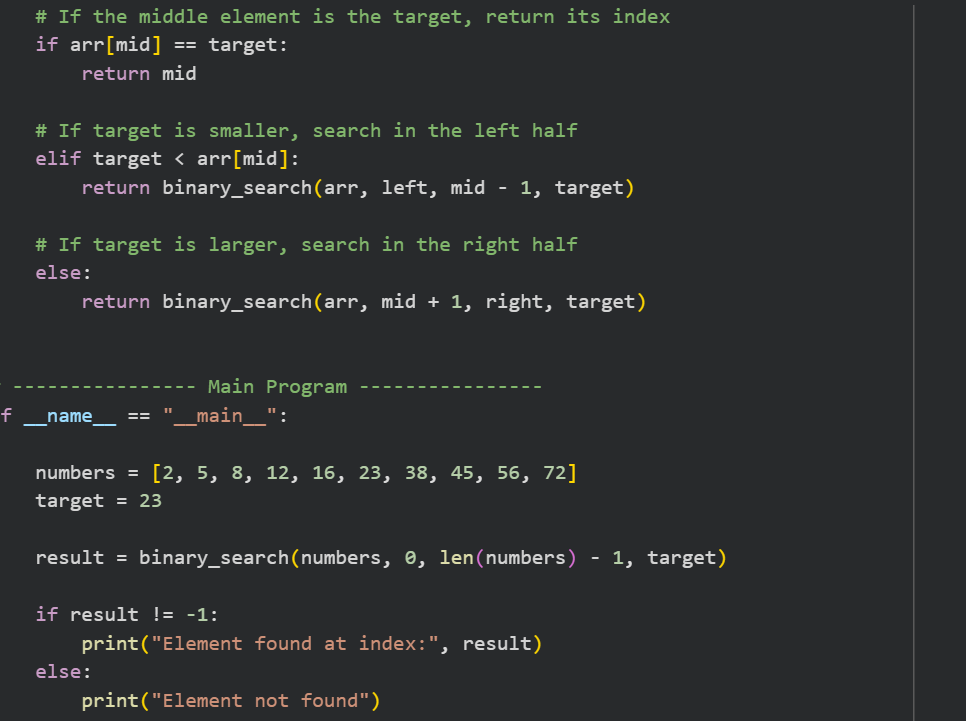 # If the middle element is the target, return its index
if arr[mid] == target:
return mid
# If target is smaller, search in the left half
elif target < arr[mid]:
return binary_search(arr, left, mid - 1, target)
# If target is larger, search in the right half
else:
return binary_search(arr, mid + 1, right, target)
---------------- Main Program ----------------
f __name__ == "__main__":
numbers = [2, 5, 8, 12, 16, 23, 38, 45, 56, 72]
target = 23
result = binary_search(numbers, 0, len(numbers) - 1, target)
if result != -1:
print("Element found at index:", result)
else:
print("Element not found")